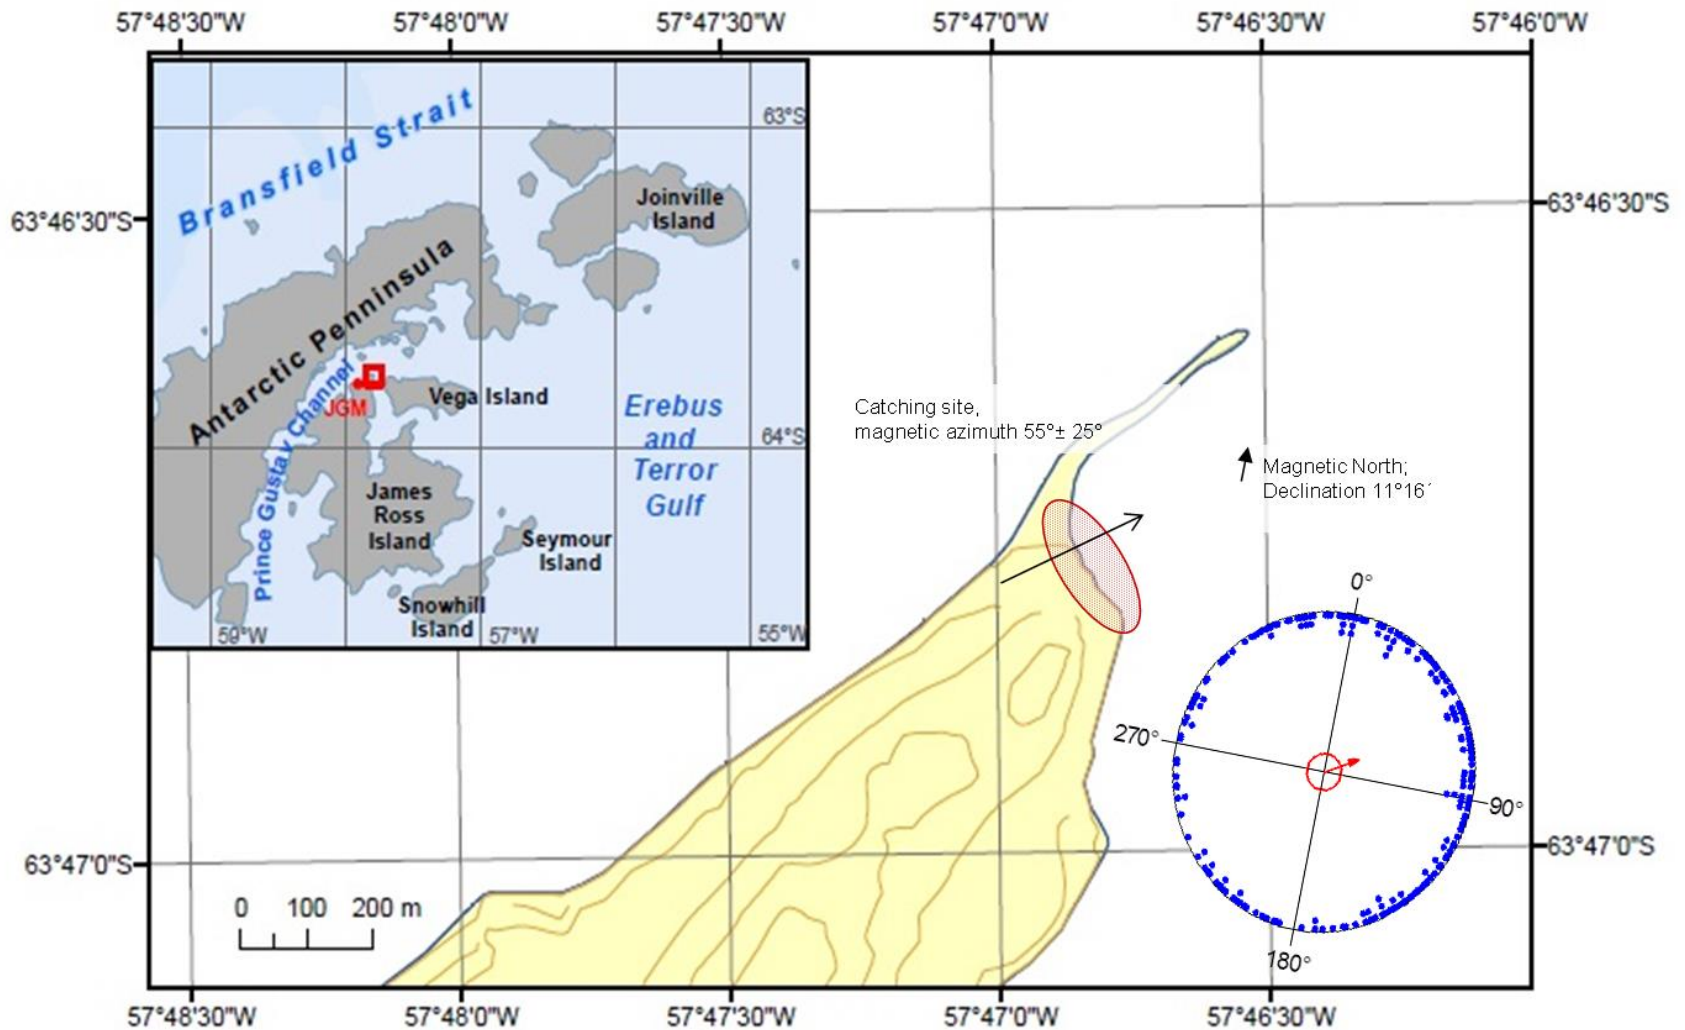 57°48'30"W 57°48'0"W 57°47'30"W 57°47'0"W 57°46'30"W 57°46'0"W
Bransfield Strait
63°S
Joinville
Island
63°46'30"S
63°46'30"S
Antarctic Penninsula
Prince Gustav Channel
JGM
Vega Island
Erebus
and
Terror
Gulf
64°S
James
Ross
Island
Seymour
Island
Snowhill
Island
59°W 57°W 55°W
Catching site,
magnetic azimuth 55°± 25°
Magnetic North;
Declination 11°16´
0°
270°
90°
180°
63°47'0"S
63°47'0"S
0 100 200 m
57°48'30"W 57°48'0"W 57°47'30"W 57°47'0"W 57°46'30"W